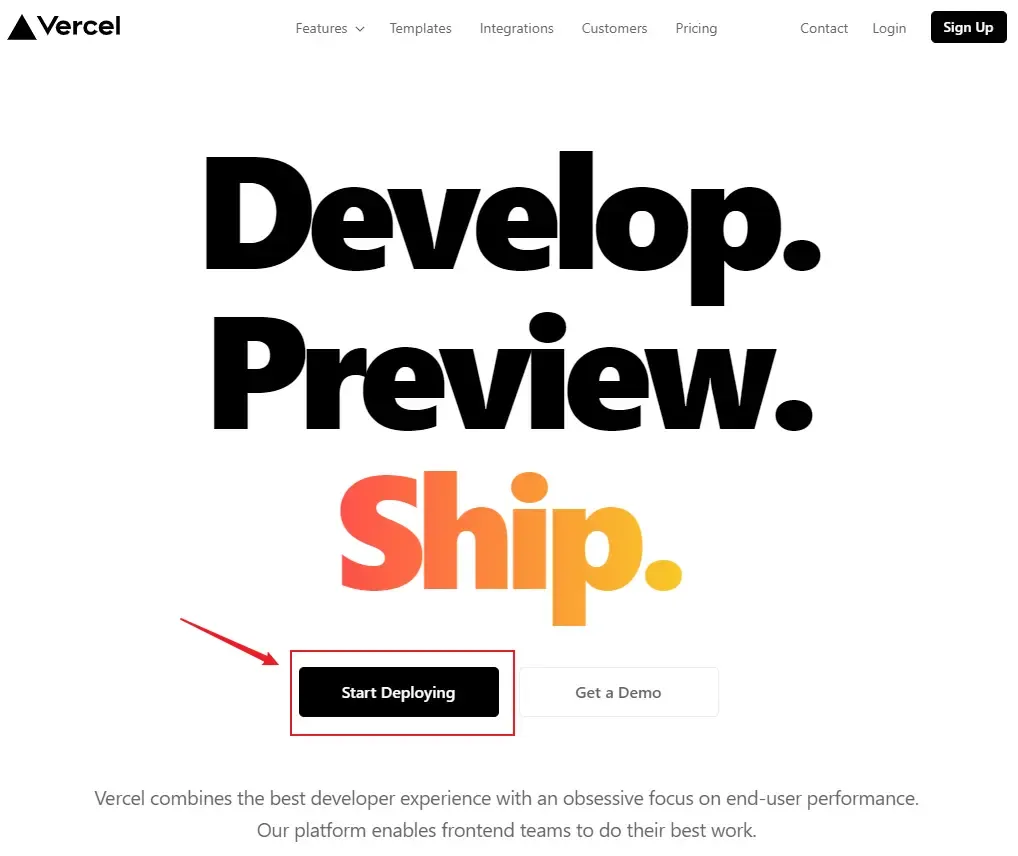 Vercel
Features Templates Integrations Customers Pricing Contact Login Sign Up
Develop.
Preview.
Ship.
Start Deploying Get a Demo
Vercel combines the best developer experience with an obsessive focus on end-user performance.
Our platform enables frontend teams to do their best work.